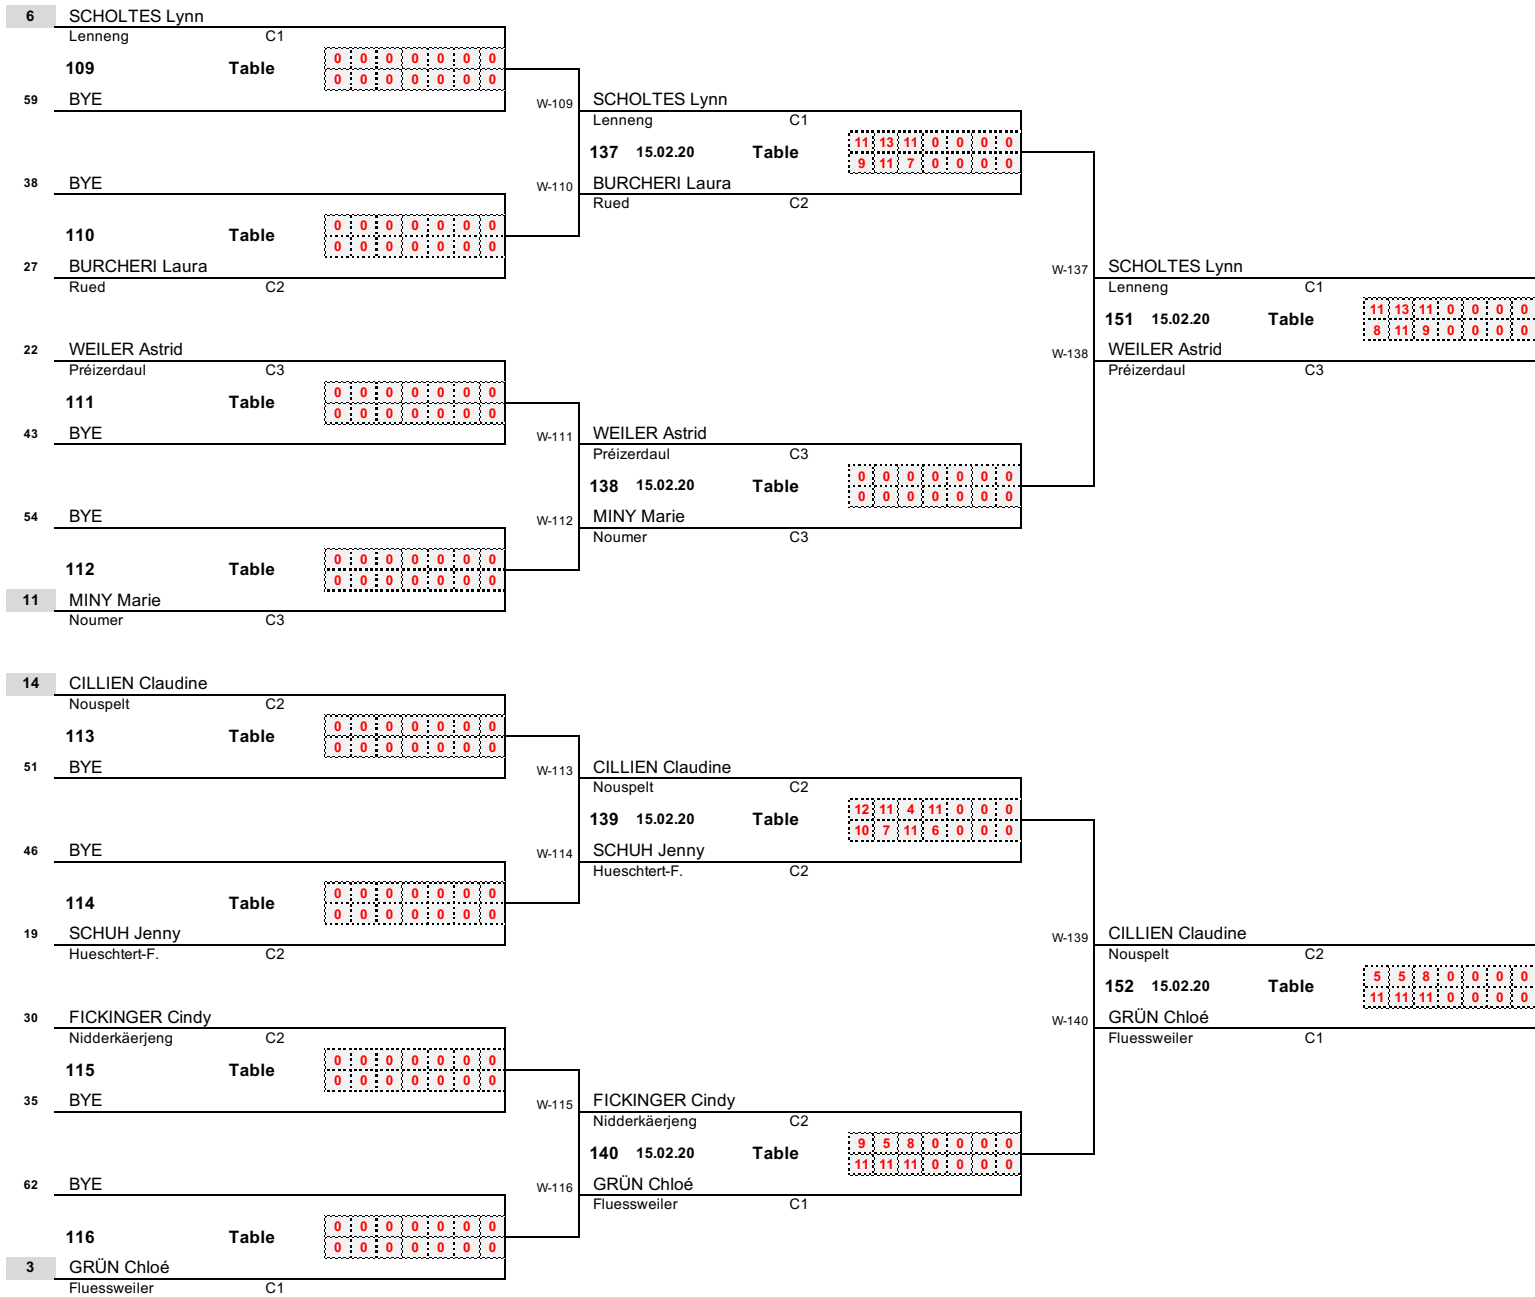 6 SCHOLTES Lynn
Lenneng C1
109 Table 0 0 0 0 0 0 0
0 0 0 0 0 0 0
59 BYE
38 BYE
110 Table 0 0 0 0 0 0 0
0 0 0 0 0 0 0
27 BURCHERI Laura
Rued C2
22 WEILER Astrid
Préizerdaul C3
111 Table 0 0 0 0 0 0 0
0 0 0 0 0 0 0
43 BYE
54 BYE
112 Table 0 0 0 0 0 0 0
0 0 0 0 0 0 0
11 MINY Marie
Noumer C3
14 CILLIEN Claudine
Nouspelt C2
113 Table 0 0 0 0 0 0 0
0 0 0 0 0 0 0
51 BYE
46 BYE
114 Table 0 0 0 0 0 0 0
0 0 0 0 0 0 0
19 SCHUH Jenny
Hueschtert-F. C2
30 FICKINGER Cindy
Nidderkäerjeng C2
115 Table 0 0 0 0 0 0 0
0 0 0 0 0 0 0
35 BYE
62 BYE
116 Table 0 0 0 0 0 0 0
0 0 0 0 0 0 0
3 GRÜN Chloé
Fluessweiler C1
W-109 SCHOLTES Lynn
Lenneng C1
137 15.02.20 Table 11 13 11 0 0 0 0
9 11 7 0 0 0 0
W-110 BURCHERI Laura
Rued C2
W-111 WEILER Astrid
Préizerdaul C3
138 15.02.20 Table 0 0 0 0 0 0 0
0 0 0 0 0 0 0
W-112 MINY Marie
Noumer C3
W-113 CILLIEN Claudine
Nouspelt C2
139 15.02.20 Table 12 11 4 11 0 0 0
10 7 11 6 0 0 0
W-114 SCHUH Jenny
Hueschtert-F. C2
W-115 FICKINGER Cindy
Nidderkäerjeng C2
140 15.02.20 Table 9 5 8 0 0 0 0
11 11 11 0 0 0 0
W-116 GRÜN Chloé
Fluessweiler C1
W-137 SCHOLTES Lynn
Lenneng C1
151 15.02.20 Table 11 13 11 0 0 0 0
8 11 9 0 0 0 0
W-138 WEILER Astrid
Préizerdaul C3
W-139 CILLIEN Claudine
Nouspelt C2
152 15.02.20 Table 5 5 8 0 0 0 0
11 11 11 0 0 0 0
W-140 GRÜN Chloé
Fluessweiler C1